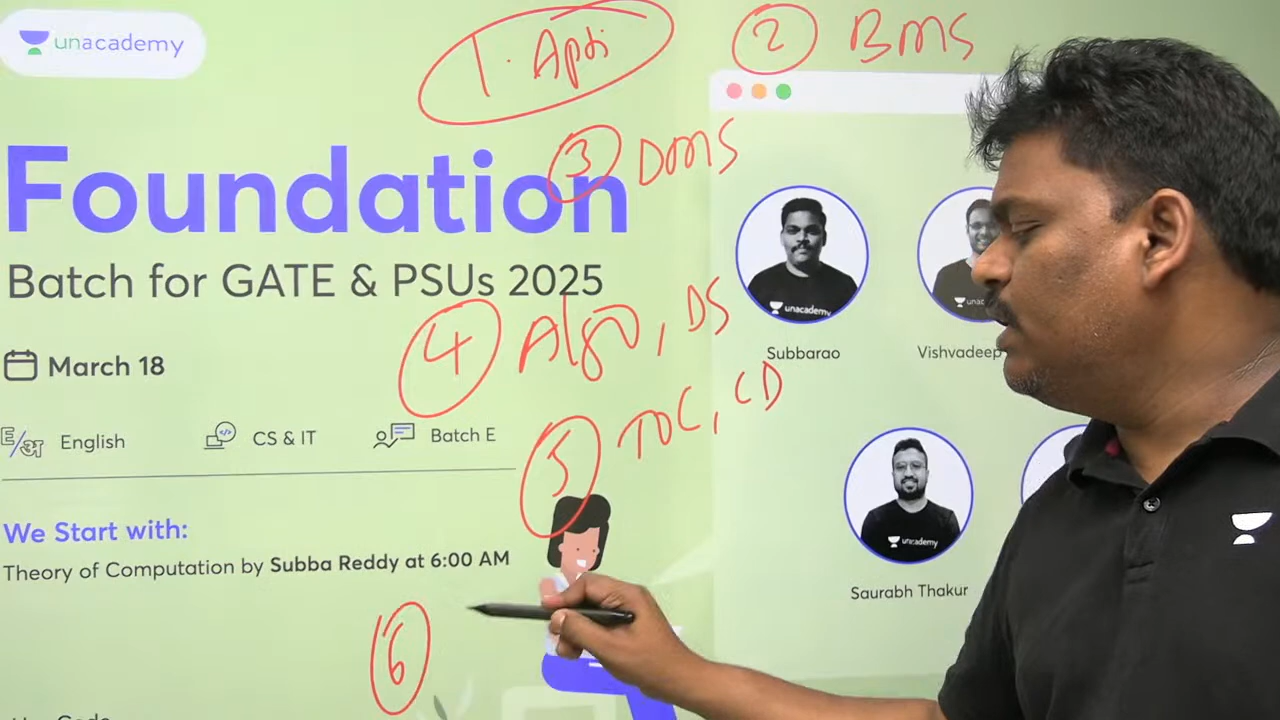 unacademy
1. Apti
2 BMS
3 DMS
Foundation
Batch for GATE & PSUs 2025
4 Algo, DS
March 18
5 TOC, CD
E/अ English
CS & IT
Batch E
We Start with:
Theory of Computation by Subba Reddy at 6:00 AM
6
unacademy
Subbarao
Vishvadeep
unacademy
Saurabh Thakur